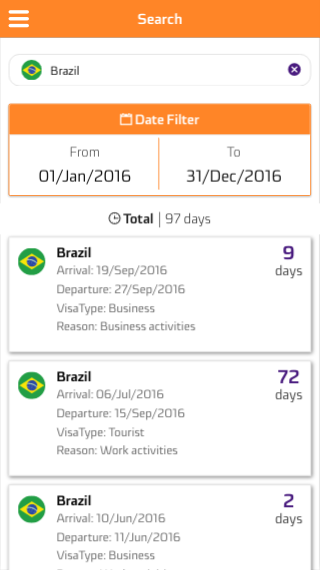 Search
Brazil
Date Filter
From To
01/Jan/2016 31/Dec/2016
Total | 97 days
Brazil 9
Arrival: 19/Sep/2016 days
Departure: 27/Sep/2016
VisaType: Business
Reason: Business activities
Brazil 72
Arrival: 06/Jul/2016 days
Departure: 15/Sep/2016
VisaType: Tourist
Reason: Work activities
Brazil 2
Arrival: 10/Jun/2016 days
Departure: 11/Jun/2016
VisaType: Business